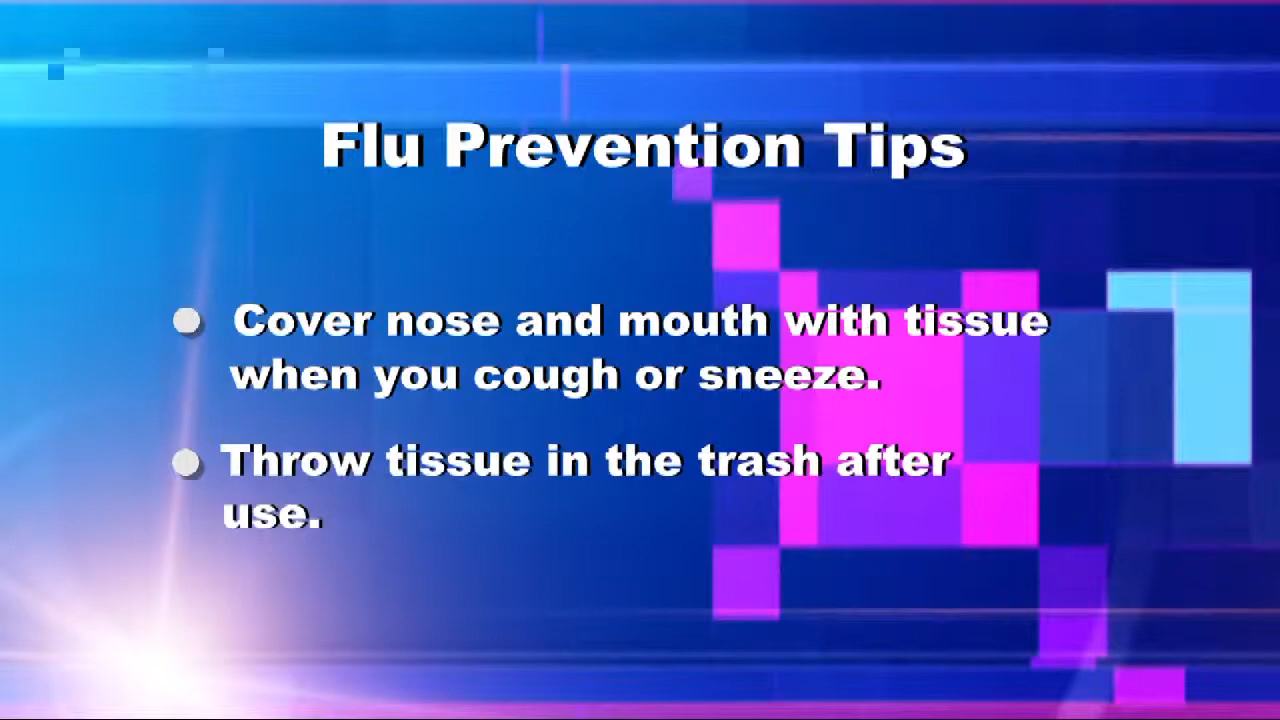 Flu Prevention Tips
Cover nose and mouth with tissue
when you cough or sneeze.
Throw tissue in the trash after
use.